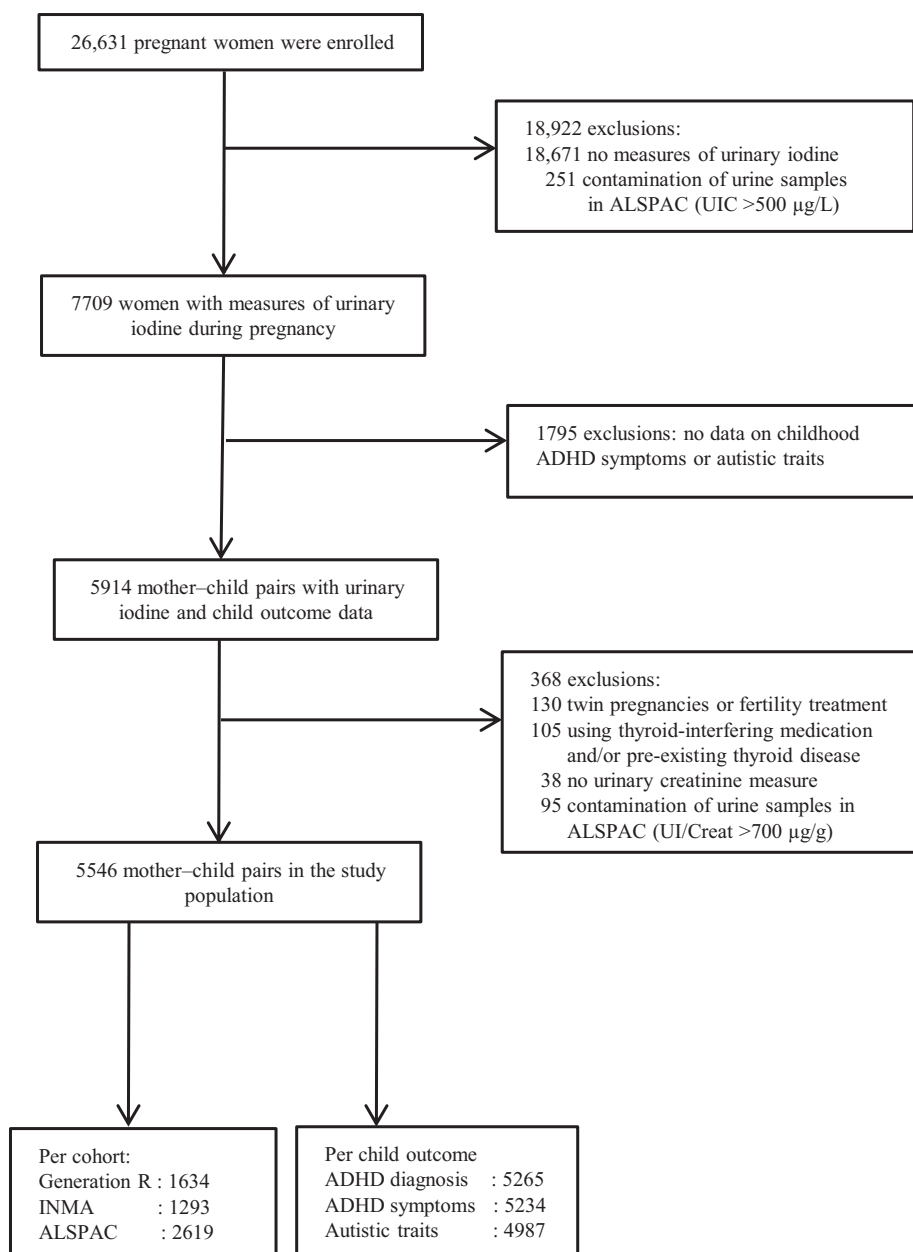 26,631 pregnant women were enrolled
18,922 exclusions:
18,671 no measures of urinary iodine
251 contamination of urine samples
in ALSPAC (UIC >500 µg/L)
7709 women with measures of urinary
iodine during pregnancy
1795 exclusions: no data on childhood
ADHD symptoms or autistic traits
5914 mother–child pairs with urinary
iodine and child outcome data
368 exclusions:
130 twin pregnancies or fertility treatment
105 using thyroid-interfering medication
and/or pre-existing thyroid disease
38 no urinary creatinine measure
95 contamination of urine samples in
ALSPAC (UI/Creat >700 µg/g)
5546 mother–child pairs in the study
population
Per cohort:
Generation R : 1634
INMA : 1293
ALSPAC : 2619
Per child outcome
ADHD diagnosis : 5265
ADHD symptoms : 5234
Autistic traits : 4987